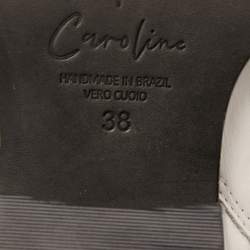 Caroline
HANDMADE IN BRAZIL
VERO CUOIO
38